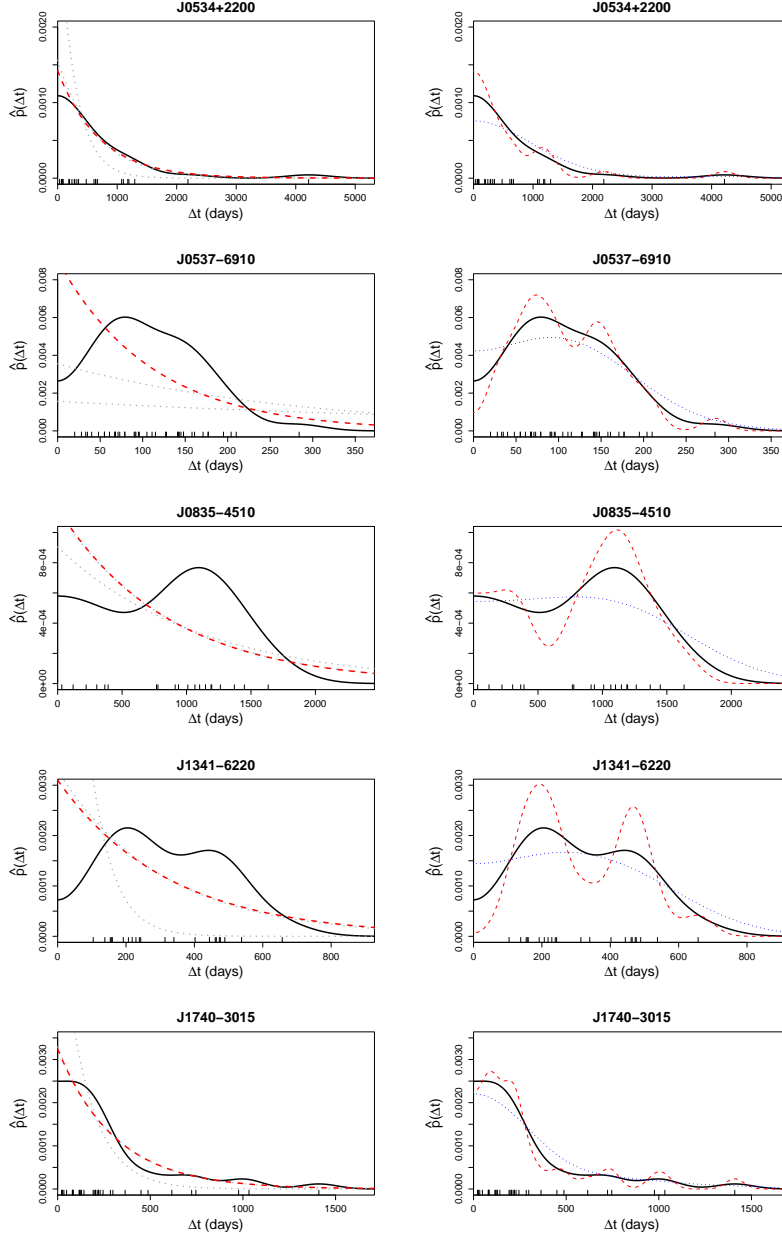 J0534+2200
J0534+2200
p̂(Δt)
0.0000 0.0010 0.0020
0 1000 2000 3000 4000 5000
Δt (days)
p̂(Δt)
0.0000 0.0010 0.0020
0 1000 2000 3000 4000 5000
Δt (days)
J0537−6910
J0537−6910
p̂(Δt)
0.000 0.002 0.004 0.006 0.008
0 50 100 150 200 250 300 350
Δt (days)
p̂(Δt)
0.000 0.002 0.004 0.006 0.008
0 50 100 150 200 250 300 350
Δt (days)
J0835−4510
J0835−4510
p̂(Δt)
0e+00 4e−04 8e−04
0 500 1000 1500 2000
Δt (days)
p̂(Δt)
0e+00 4e−04 8e−04
0 500 1000 1500 2000
Δt (days)
J1341−6220
J1341−6220
p̂(Δt)
0.0000 0.0010 0.0020 0.0030
0 200 400 600 800
Δt (days)
p̂(Δt)
0.0000 0.0010 0.0020 0.0030
0 200 400 600 800
Δt (days)
J1740−3015
J1740−3015
p̂(Δt)
0.0000 0.0010 0.0020 0.0030
0 500 1000 1500
Δt (days)
p̂(Δt)
0.0000 0.0010 0.0020 0.0030
0 500 1000 1500
Δt (days)